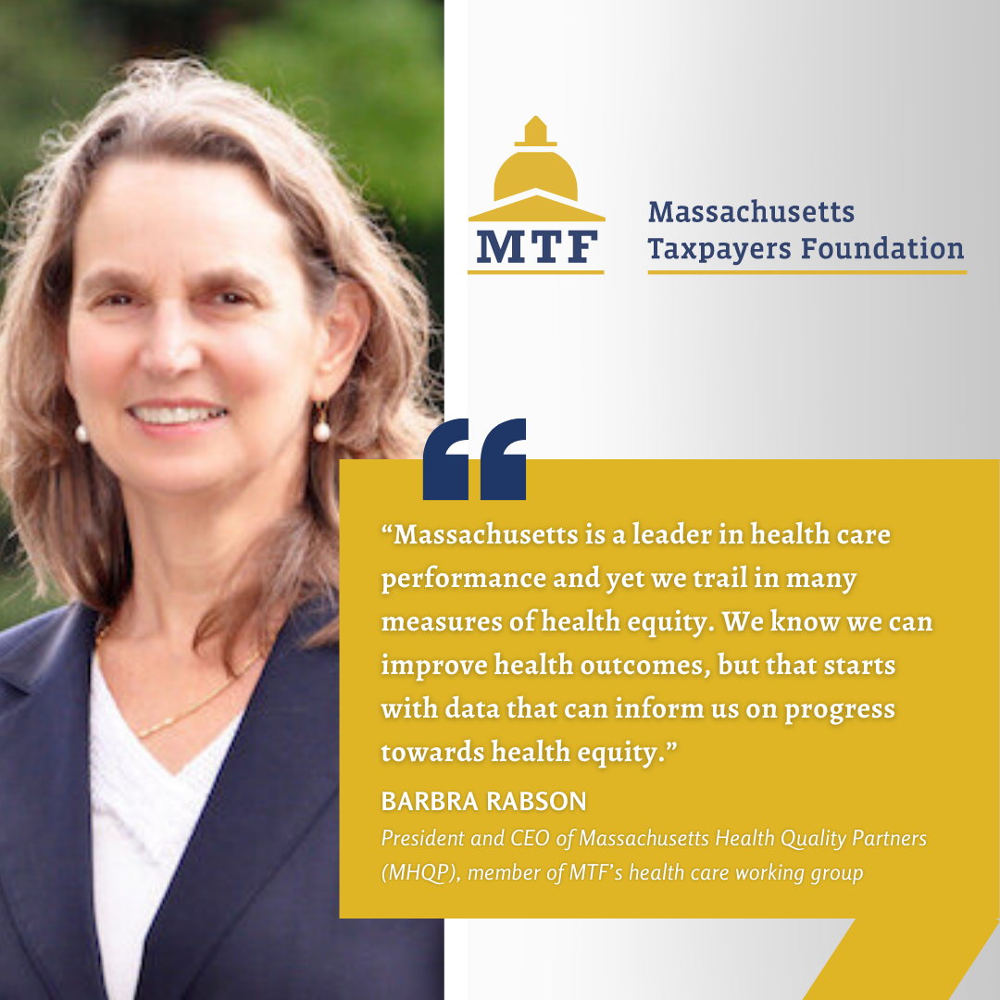 MTF
Massachusetts
Taxpayers Foundation
“Massachusetts is a leader in health care
performance and yet we trail in many
measures of health equity. We know we can
improve health outcomes, but that starts
with data that can inform us on progress
towards health equity.”
BARBRA RABSON
President and CEO of Massachusetts Health Quality Partners
(MHQP), member of MTF’s health care working group